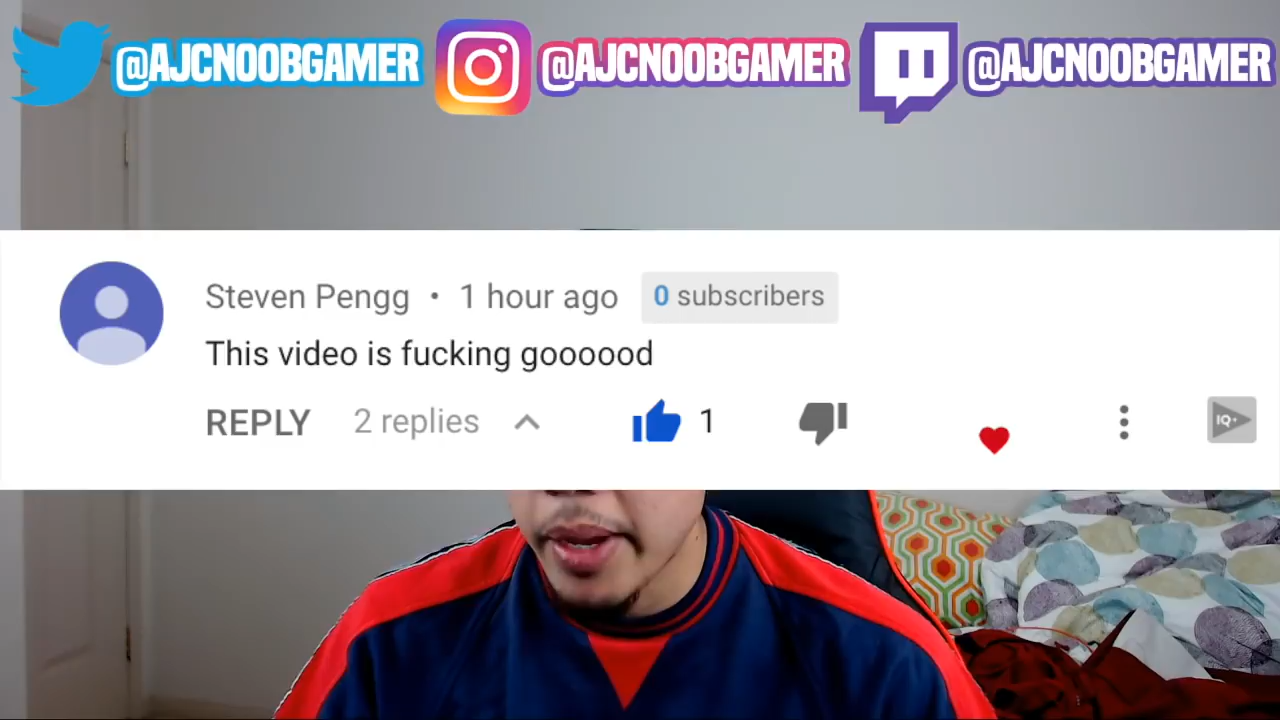 @AJCNOOBGAMER @AJCNOOBGAMER @AJCNOOBGAMER
Steven Pengg • 1 hour ago 0 subscribers
This video is fucking goooood
REPLY 2 replies 1 IQ+